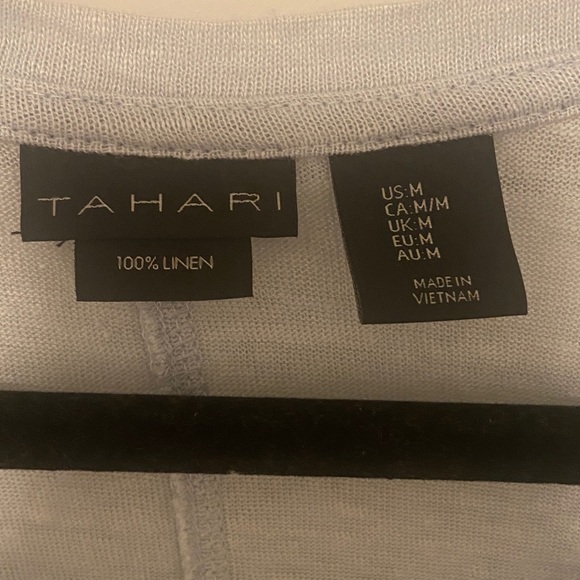 TAHARI
100% LINEN
US:M
CA:M/M
UK:M
EU:M
AU:M
MADE IN
VIETNAM